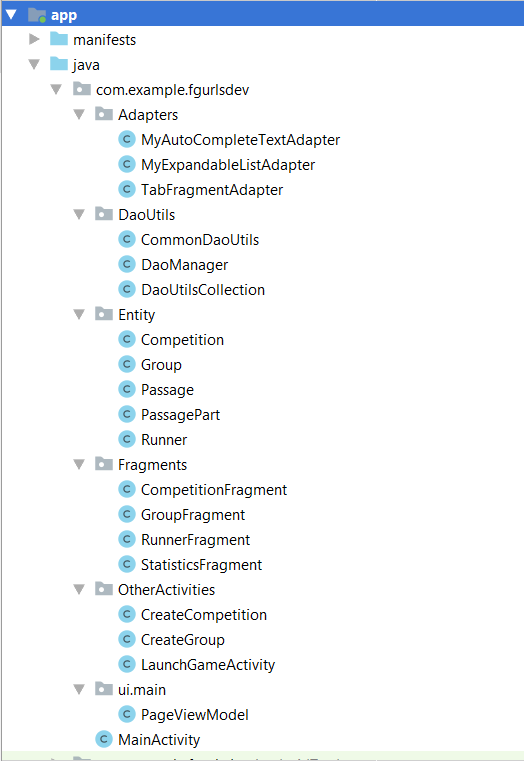 app
manifests
java
com.example.fgurlsdev
Adapters
MyAutoCompleteTextAdapter
MyExpandableListAdapter
TabFragmentAdapter
DaoUtils
CommonDaoUtils
DaoManager
DaoUtilsCollection
Entity
Competition
Group
Passage
PassagePart
Runner
Fragments
CompetitionFragment
GroupFragment
RunnerFragment
StatisticsFragment
OtherActivities
CreateCompetition
CreateGroup
LaunchGameActivity
ui.main
PageViewModel
MainActivity